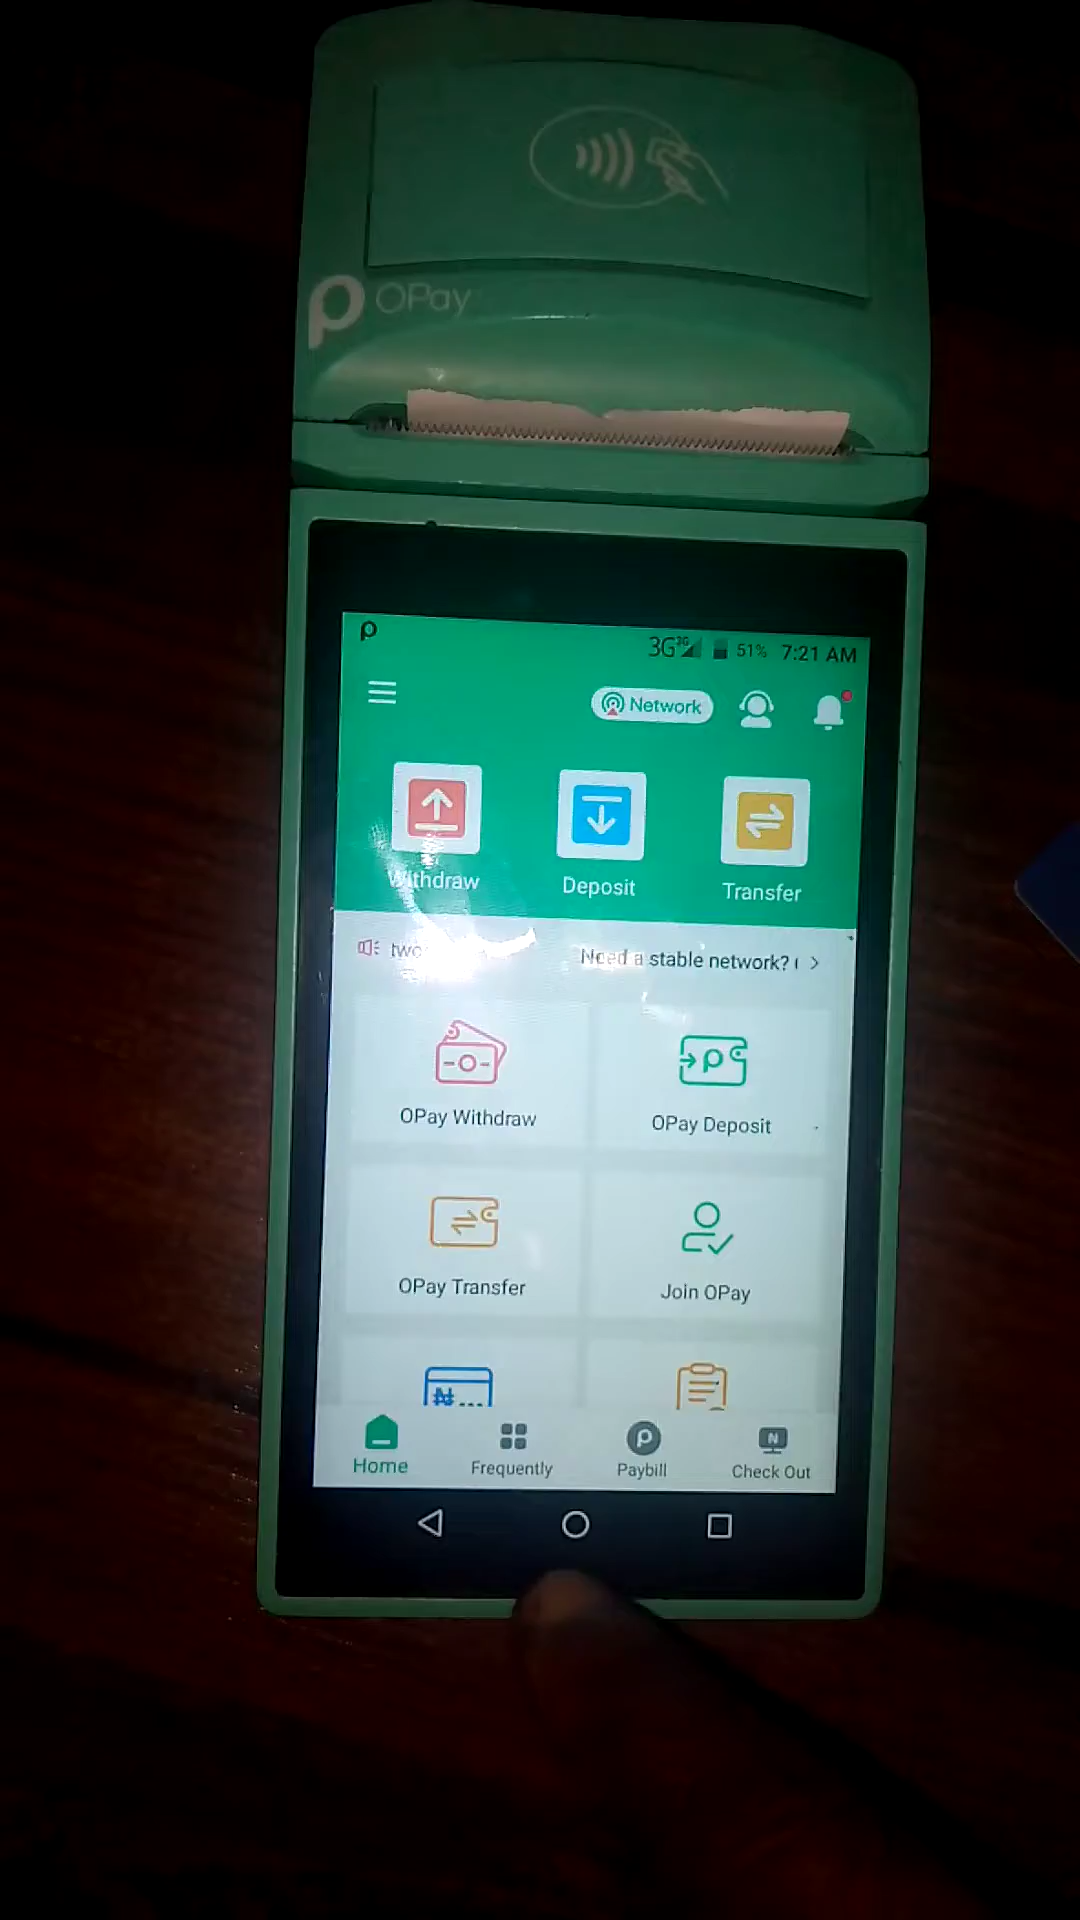 OPay
3G 3G 51% 7:21 AM
Network
Withdraw Deposit Transfer
Need a stable network?
OPay Withdraw OPay Deposit
OPay Transfer Join OPay
₦
Home Frequently Paybill Check Out
N